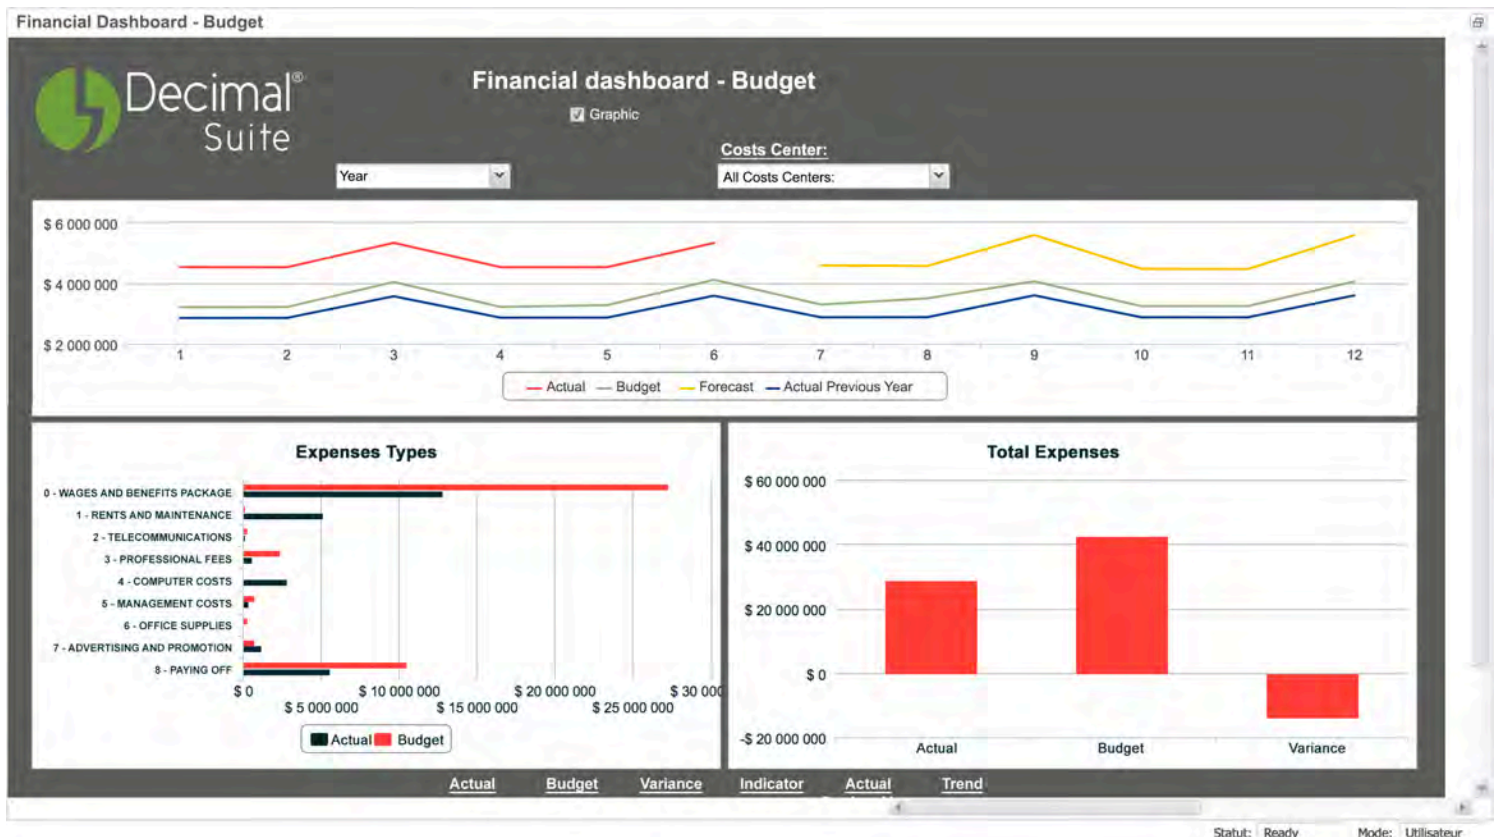 Financial Dashboard - Budget
Decimal®
Suite
Financial dashboard - Budget
Graphic
Costs Center:
Year
All Costs Centers:
$ 6 000 000
$ 4 000 000
$ 2 000 000
1 2 3 4 5 6 7 8 9 10 11 12
Actual Budget Forecast Actual Previous Year
Expenses Types
0 - WAGES AND BENEFITS PACKAGE
1 - RENTS AND MAINTENANCE
2 - TELECOMMUNICATIONS
3 - PROFESSIONAL FEES
4 - COMPUTER COSTS
5 - MANAGEMENT COSTS
6 - OFFICE SUPPLIES
7 - ADVERTISING AND PROMOTION
8 - PAYING OFF
$ 0 $ 10 000 000 $ 20 000 000 $ 30 000
$ 5 000 000 $ 15 000 000 $ 25 000 000
Actual Budget
Total Expenses
$ 60 000 000
$ 40 000 000
$ 20 000 000
$ 0
-$ 20 000 000
Actual Budget Variance
Actual Budget Variance Indicator Actual Trend
Statut: Ready Mode: Utilisateur